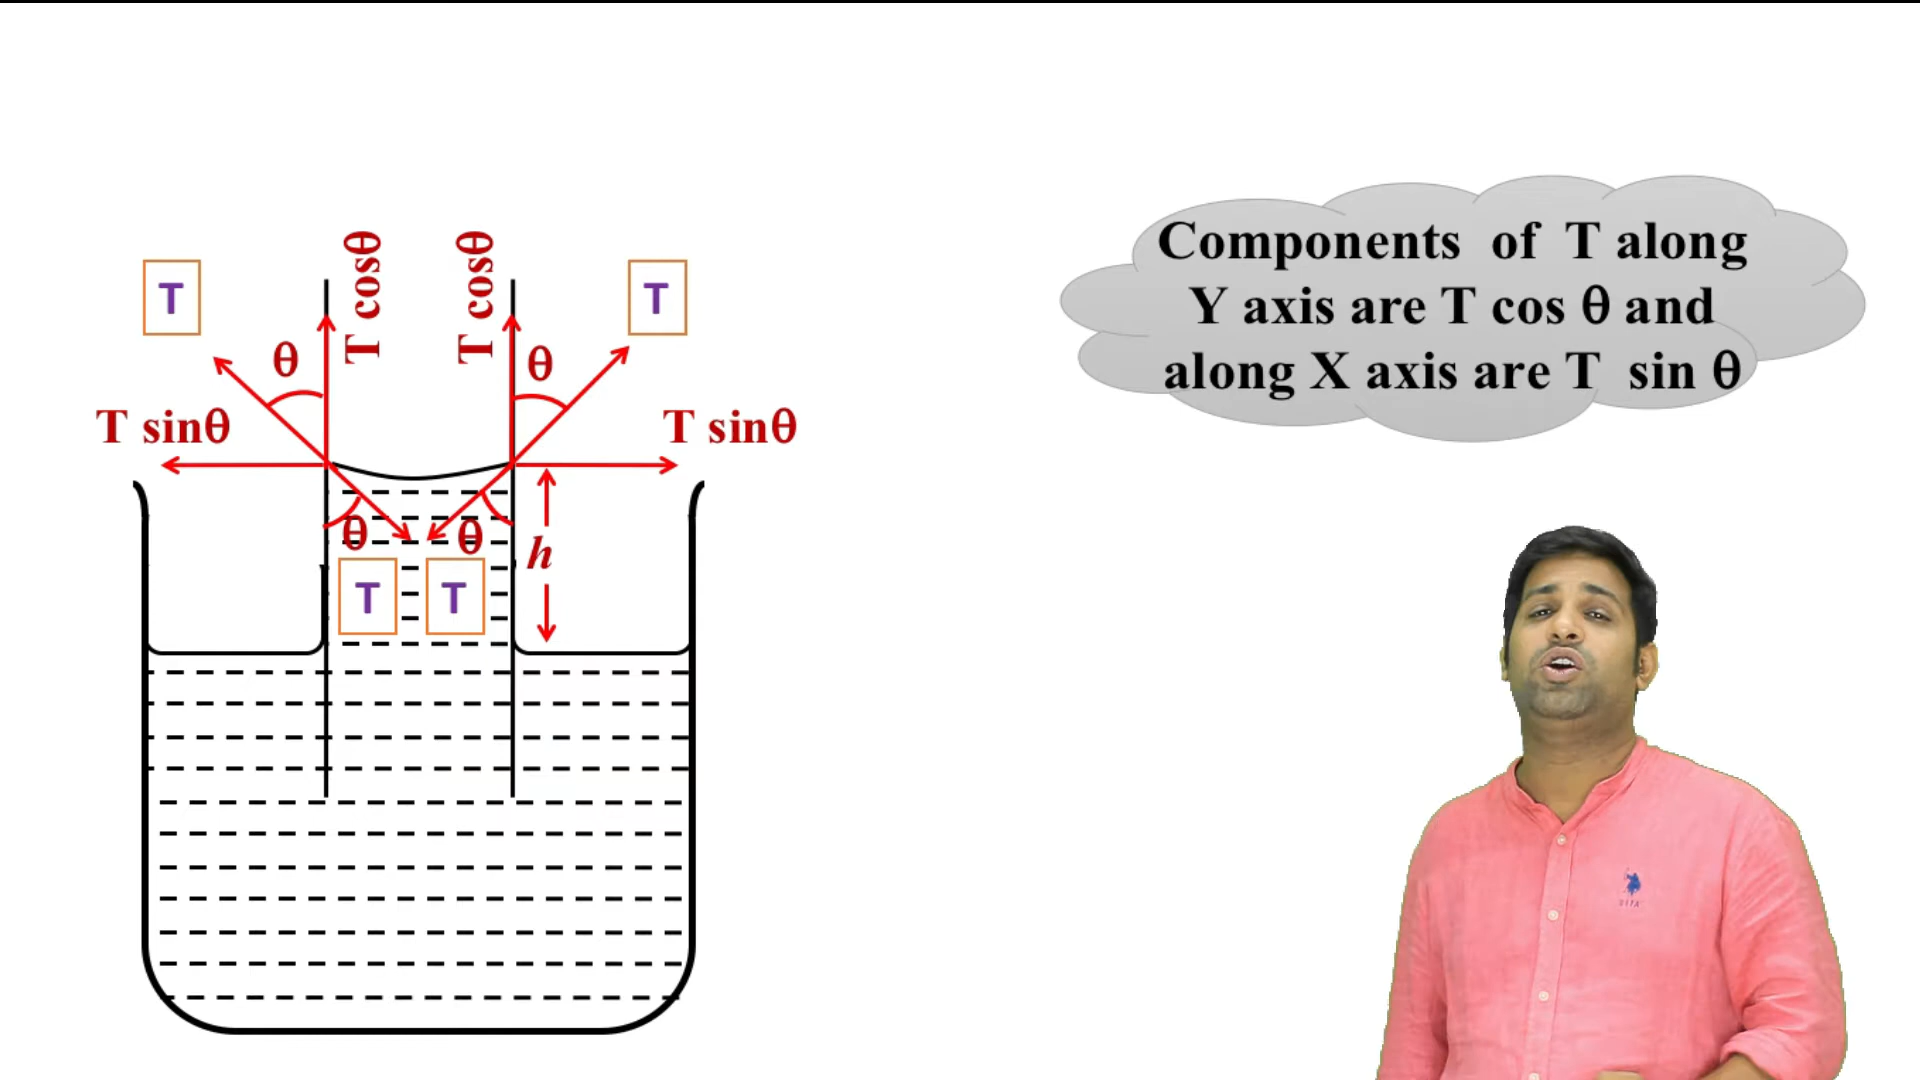 T cosθ
T cosθ
T
T
θ
θ
T sinθ
T sinθ
θ
θ
h
T
T
Components of T along
Y axis are T cos θ and
along X axis are T sin θ